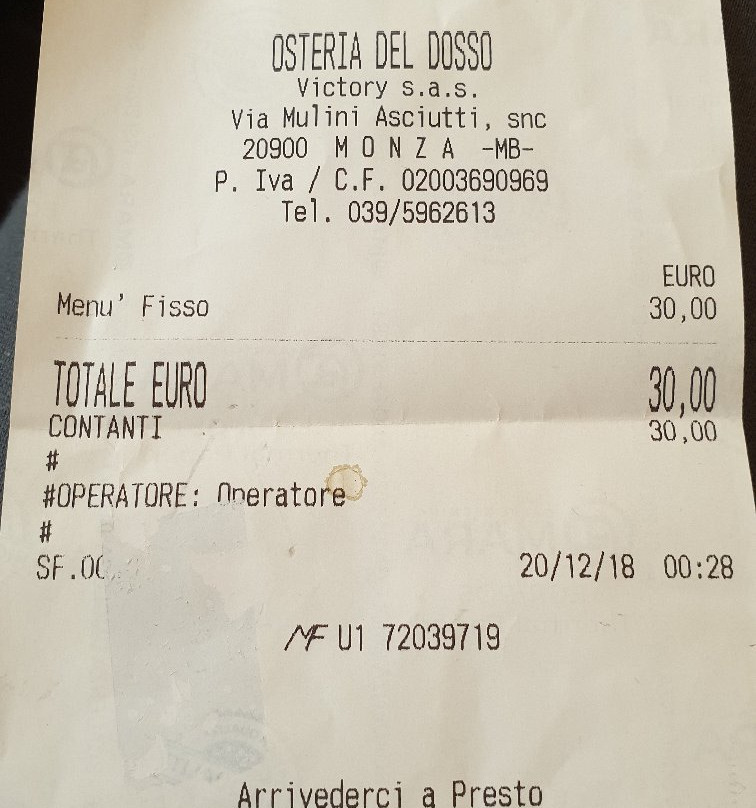 OSTERIA DEL DOSSO
Victory s.a.s.
Via Mulini Asciutti, snc
20900 M O N Z A -MB-
P. Iva / C.F. 02003690969
Tel. 039/5962613
EURO
Menu' Fisso 30,00
TOTALE EURO 30,00
CONTANTI 30,00
#
#OPERATORE: Operatore
#
20/12/18 00:28
MF U1 72039719
Arrivederci a Presto